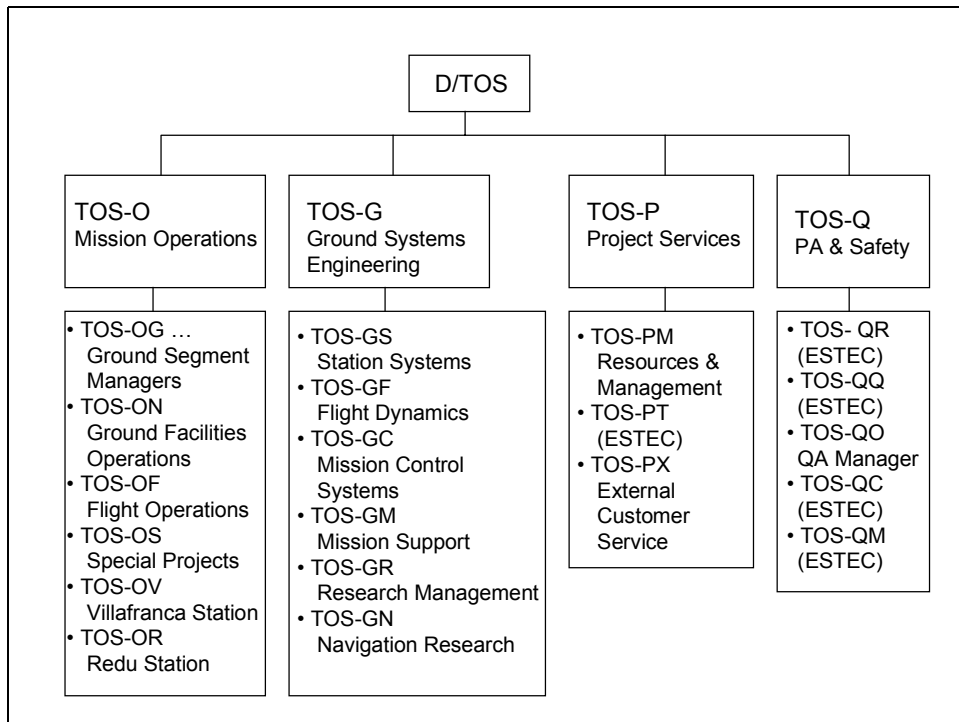 D/TOS
TOS-O
Mission Operations
TOS-G
Ground Systems
Engineering
TOS-P
Project Services
TOS-Q
PA & Safety
• TOS-OG …
Ground Segment
Managers
• TOS-ON
Ground Facilities
Operations
• TOS-OF
Flight Operations
• TOS-OS
Special Projects
• TOS-OV
Villafranca Station
• TOS-OR
Redu Station
• TOS-GS
Station Systems
• TOS-GF
Flight Dynamics
• TOS-GC
Mission Control
Systems
• TOS-GM
Mission Support
• TOS-GR
Research Management
• TOS-GN
Navigation Research
• TOS-PM
Resources &
Management
• TOS-PT
(ESTEC)
• TOS-PX
External
Customer
Service
• TOS- QR
(ESTEC)
• TOS-QQ
(ESTEC)
• TOS-QO
QA Manager
• TOS-QC
(ESTEC)
• TOS-QM
(ESTEC)